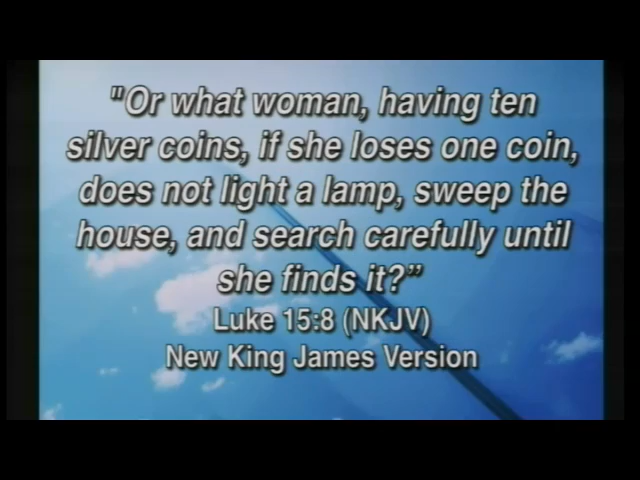 "Or what woman, having ten
silver coins, if she loses one coin,
does not light a lamp, sweep the
house, and search carefully until
she finds it?”
Luke 15:8 (NKJV)
New King James Version